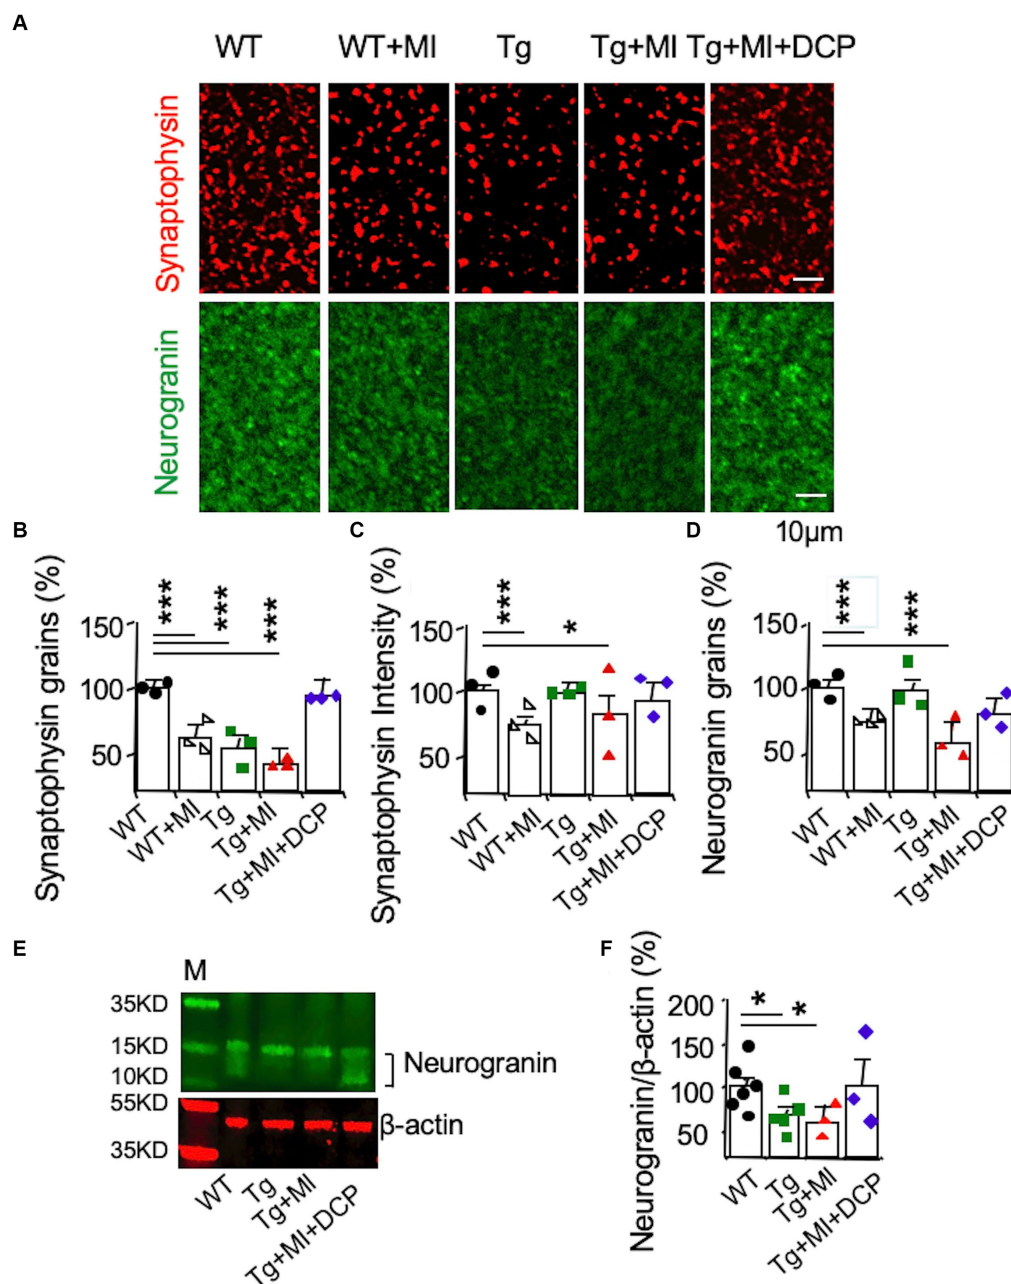 A
WT WT+MI Tg Tg+MI Tg+MI+DCP
Synaptophysin
Neurogranin
10μm
B
Synaptophysin grains (%)
150
100
50
*** *** ***
WT WT+MI Tg Tg+MI Tg+MI+DCP
C
Synaptophysin Intensity (%)
150
100
50
*** *
WT WT+MI Tg Tg+MI Tg+MI+DCP
D
Neurogranin grains (%)
150
100
50
*** ***
WT WT+MI Tg Tg+MI Tg+MI+DCP
E
M
35KD
15KD
10KD
Neurogranin
55KD
35KD
β-actin
WT Tg Tg+MI Tg+MI+DCP
F
Neurogranin/β-actin (%)
200
150
100
50
* *
WT Tg Tg+MI Tg+MI+DCP